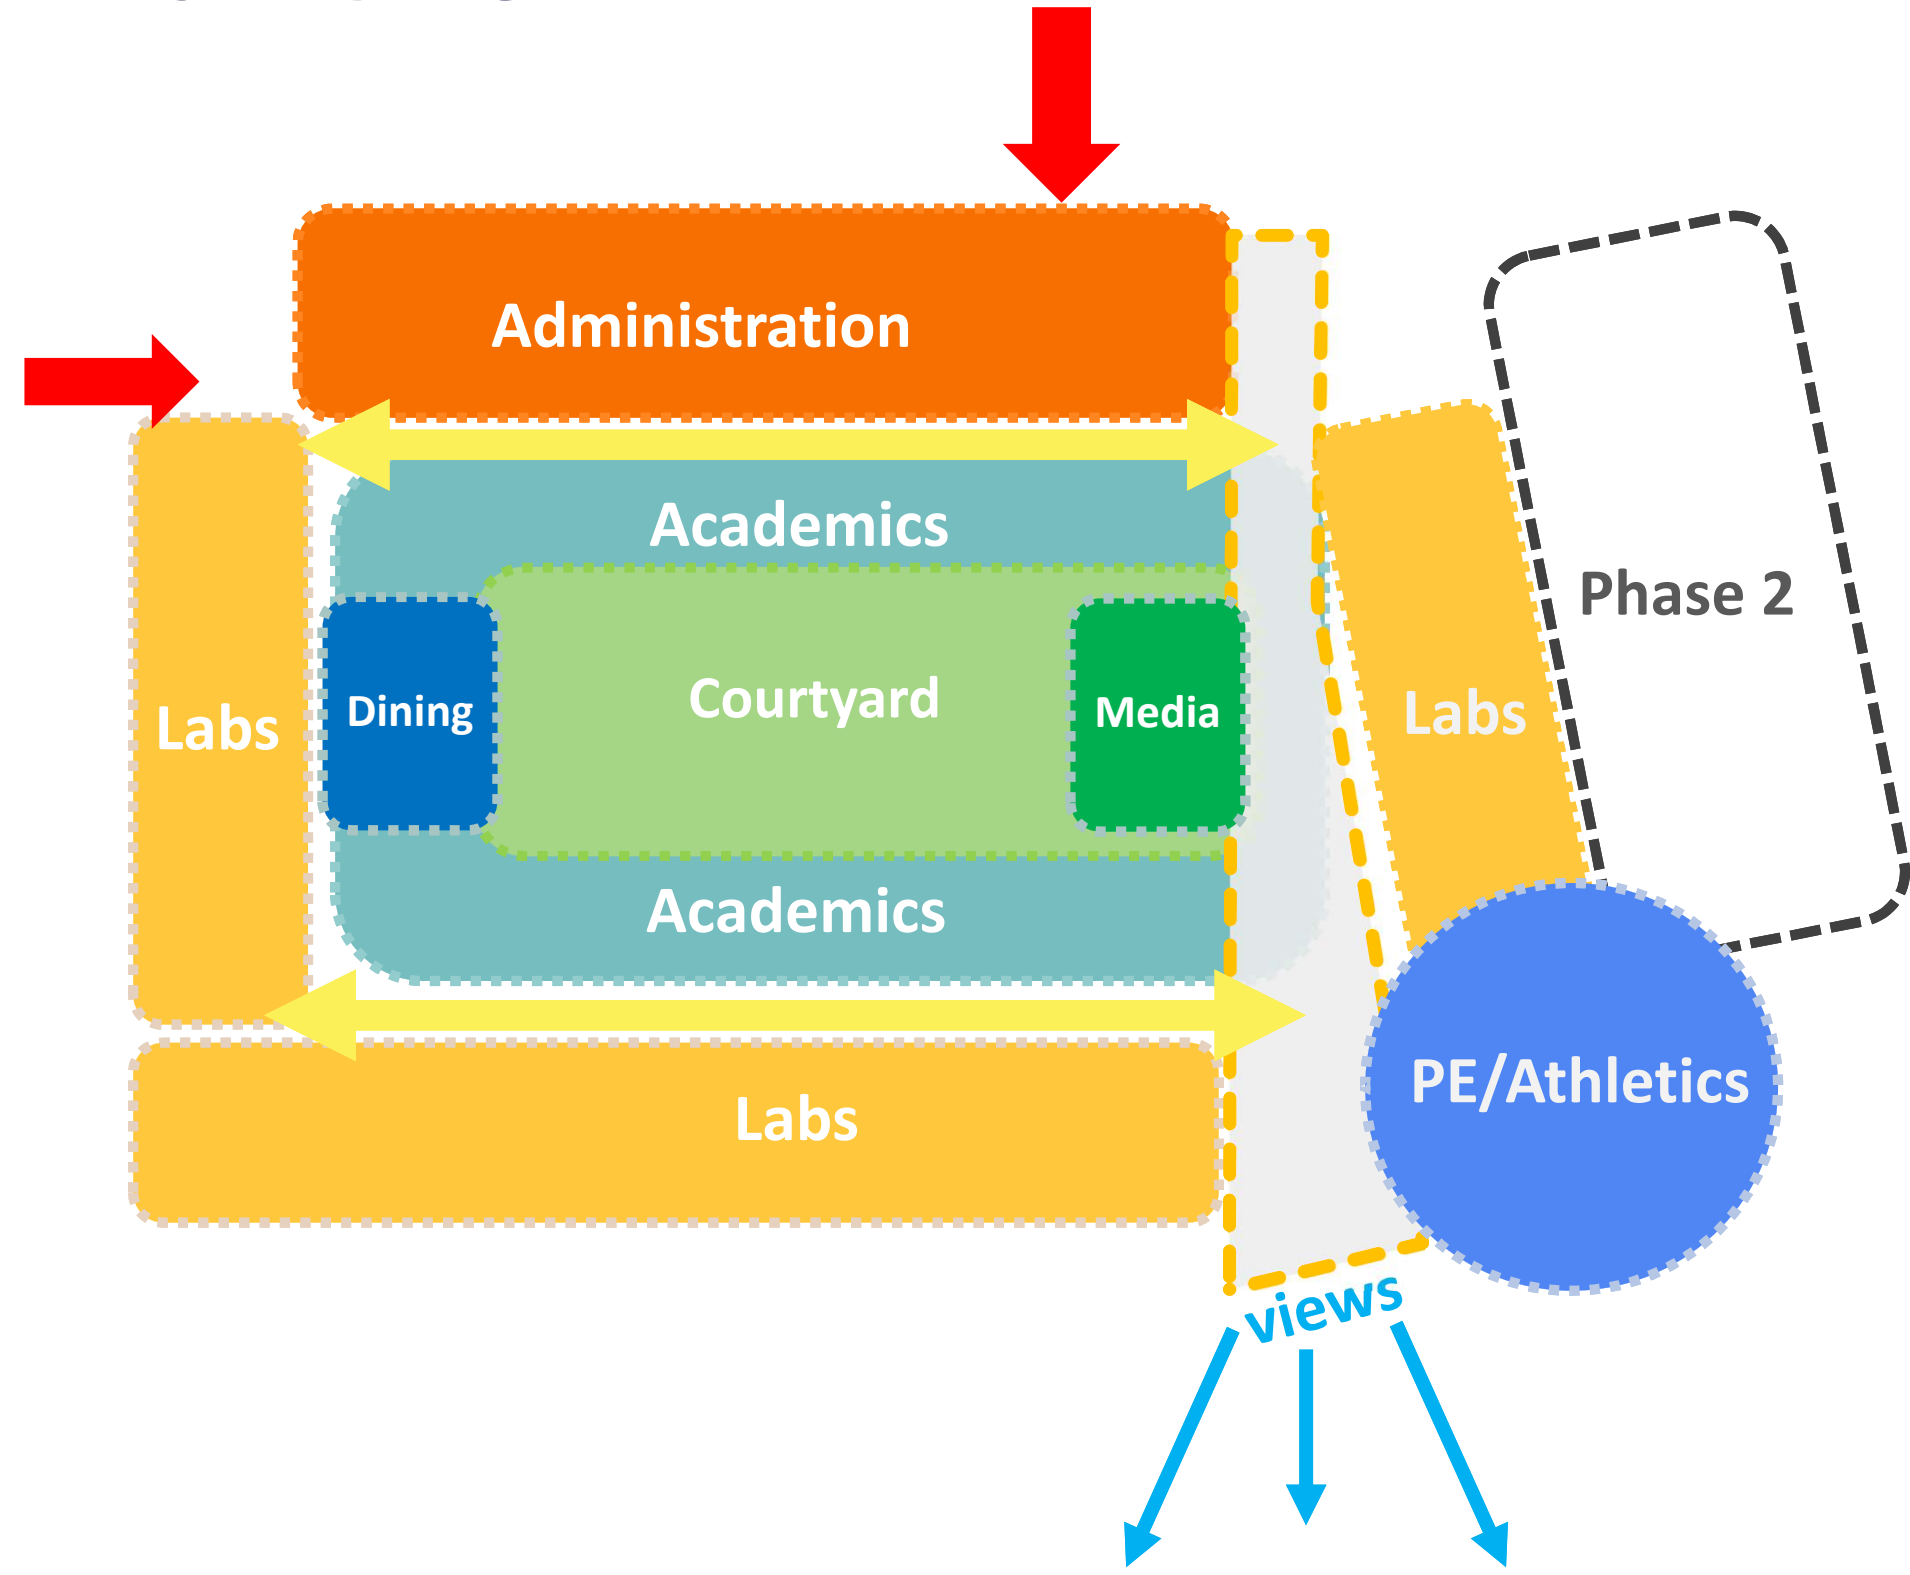 Administration
Academics
Phase 2
Courtyard
Dining
Media
Labs
Labs
Academics
PE/Athletics
Labs
views